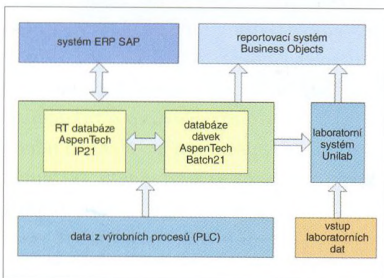 systém ERP SAP
reportovací systém
Business Objects
RT databáze
AspenTech
IP21
databáze
dávek
AspenTech
Batch21
laboratorní
systém
Unilab
data z výrobních procesů (PLC)
vstup
laboratorních
dat